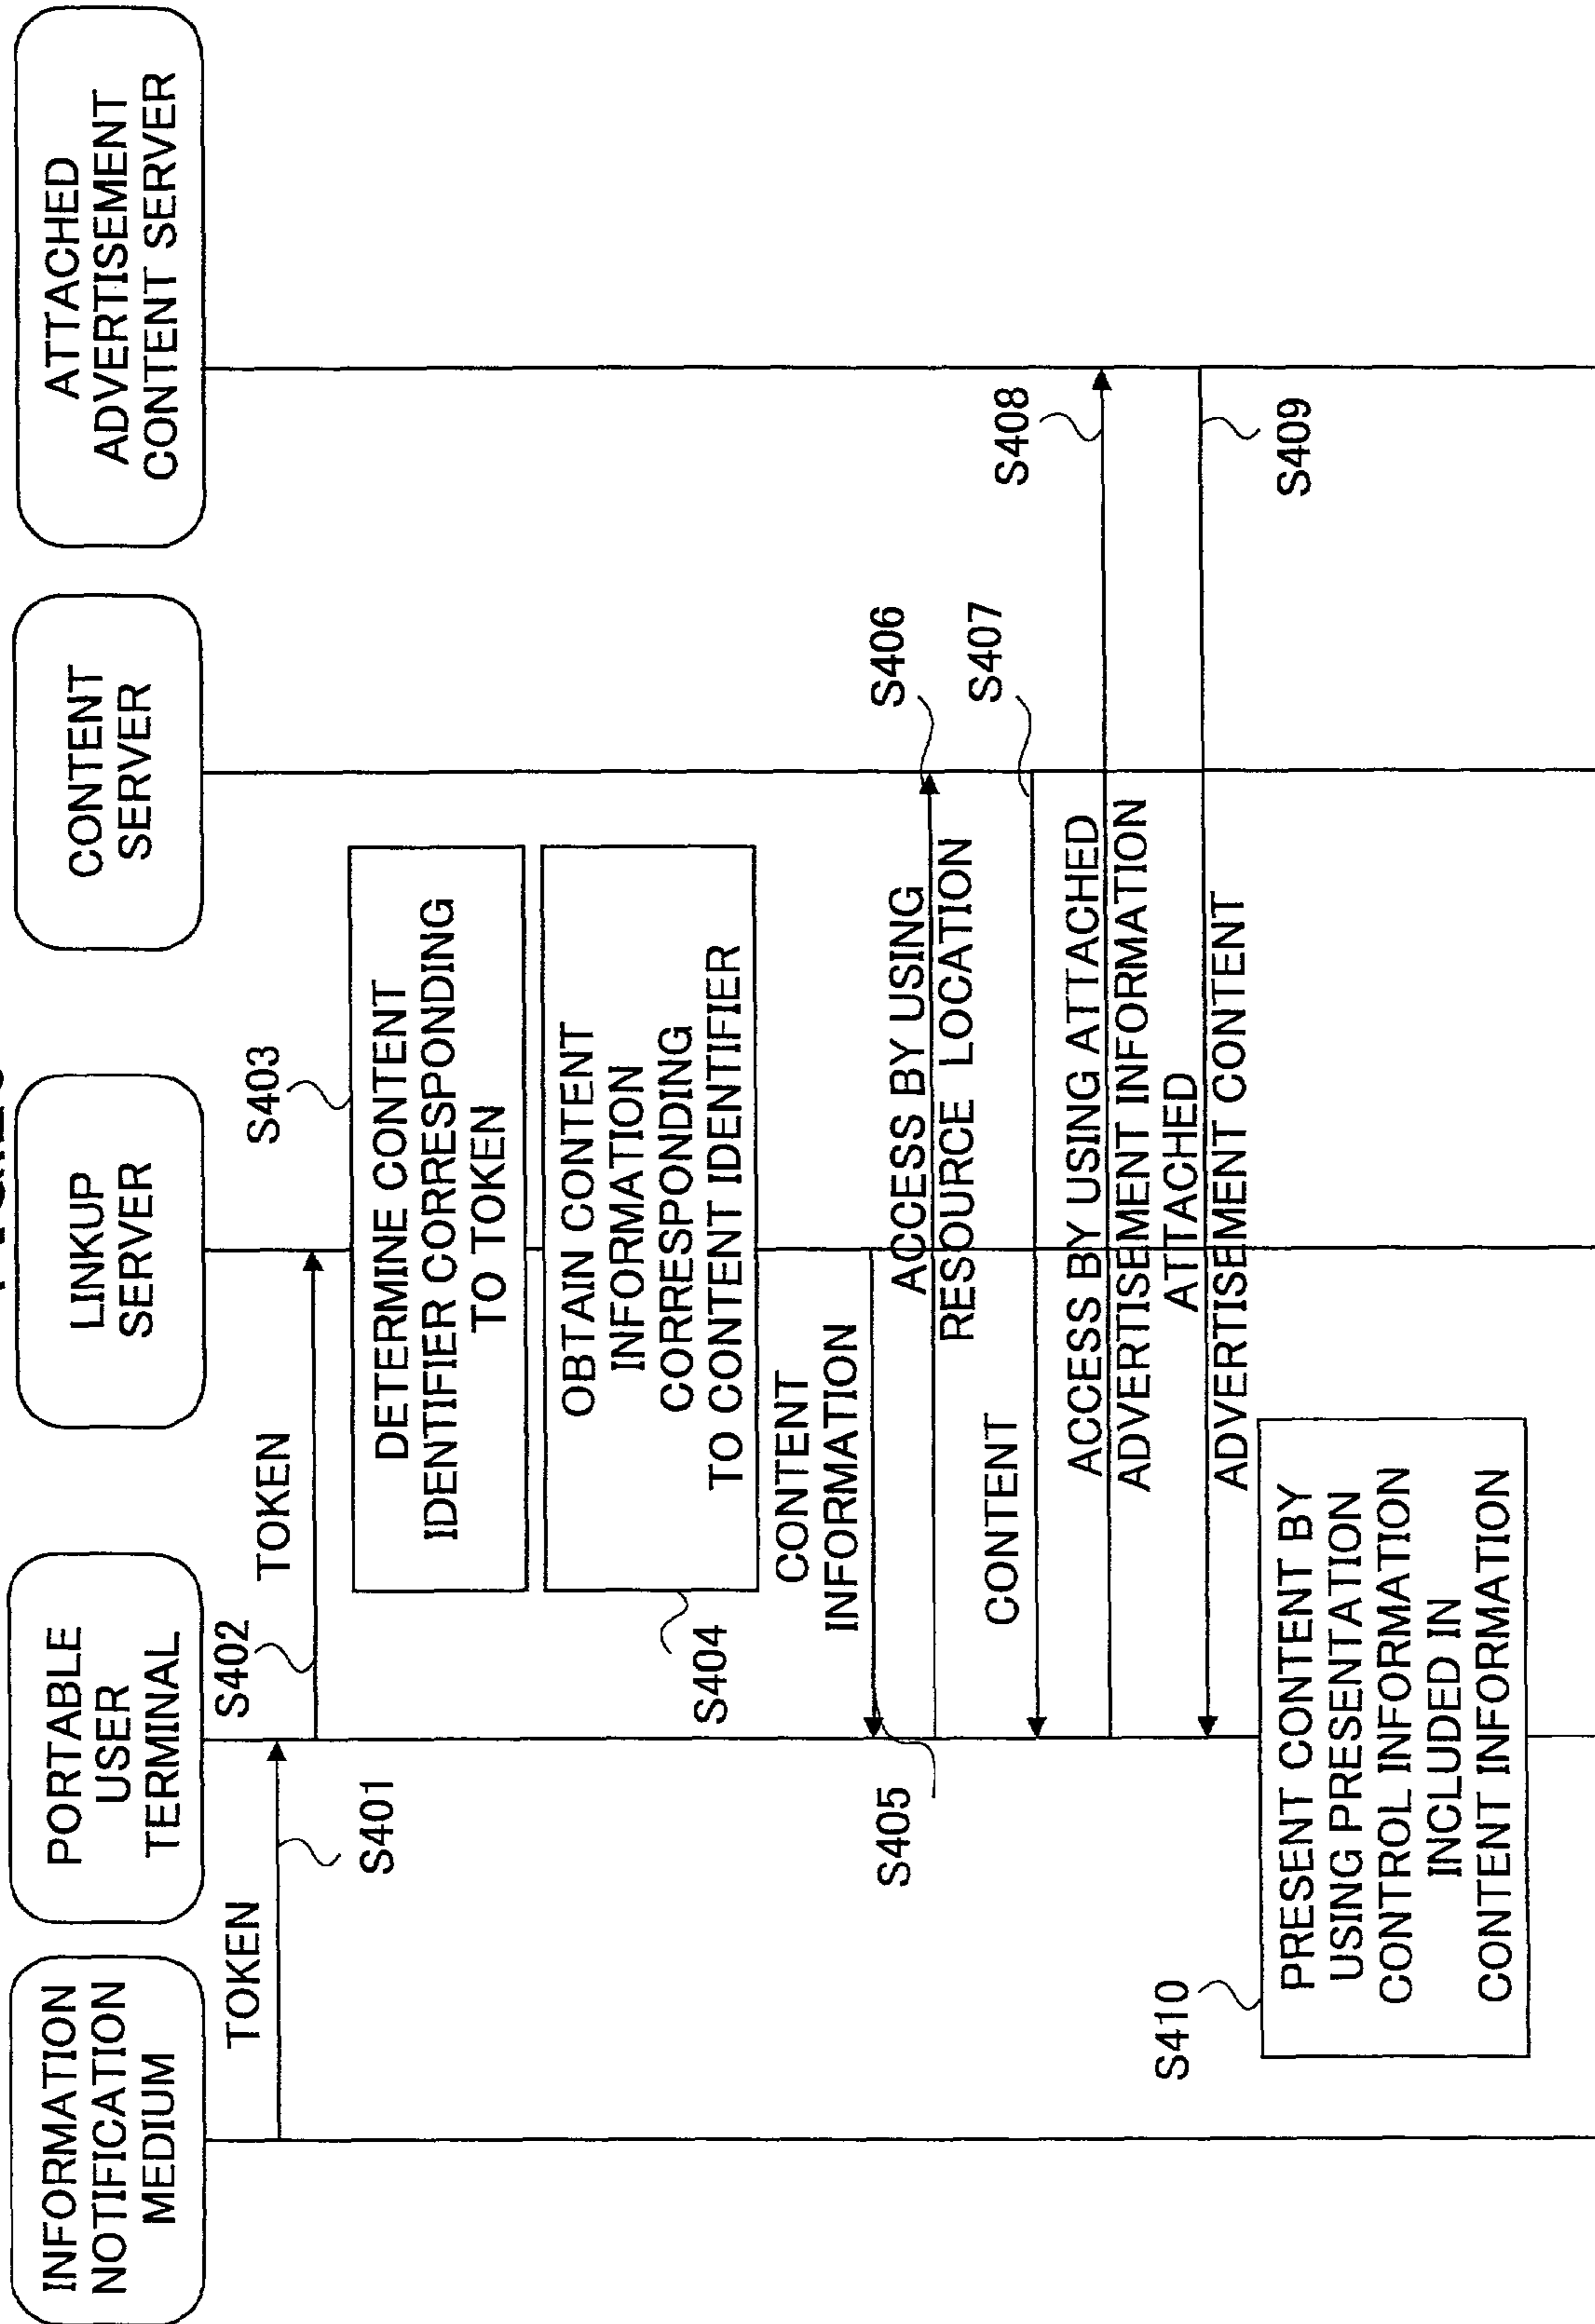 INFORMATION
NOTIFICATION
MEDIUM
PORTABLE
USER
TERMINAL
LINKUP
SERVER
CONTENT
SERVER
ATTACHED
ADVERTISEMENT
CONTENT SERVER
TOKEN
S401
S402
TOKEN
S403
DETERMINE CONTENT
IDENTIFIER CORRESPONDING
TO TOKEN
OBTAIN CONTENT
INFORMATION
CORRESPONDING
TO CONTENT IDENTIFIER
S404
CONTENT
INFORMATION
S405
ACCESS BY USING
RESOURCE LOCATION
S406
CONTENT
S407
ACCESS BY USING ATTACHED
ADVERTISEMENT INFORMATION
S408
ATTACHED
ADVERTISEMENT CONTENT
S409
S410
PRESENT CONTENT BY
USING PRESENTATION
CONTROL INFORMATION
INCLUDED IN
CONTENT INFORMATION